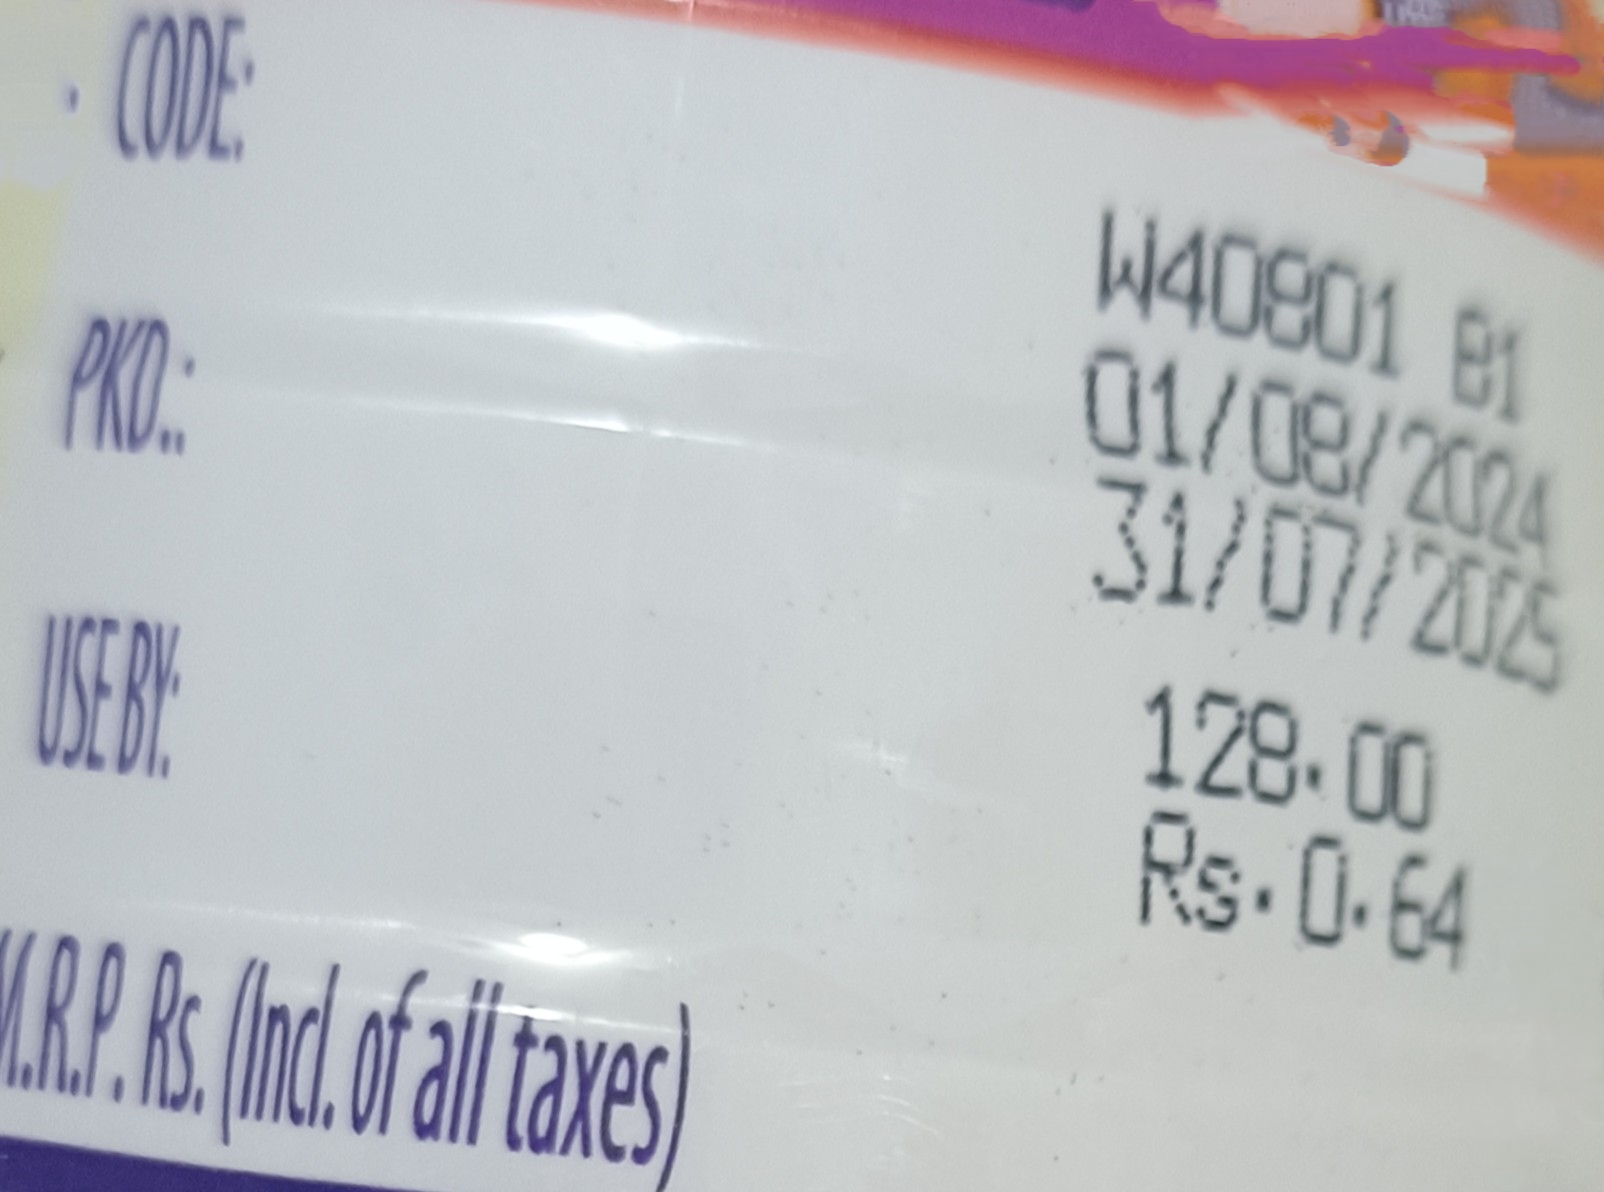 CODE:
W40801 B1
PKD.:
01/08/2024
USE BY:
31/07/2025
M.R.P. Rs. (Incl. of all taxes)
128.00
Rs. 0.64